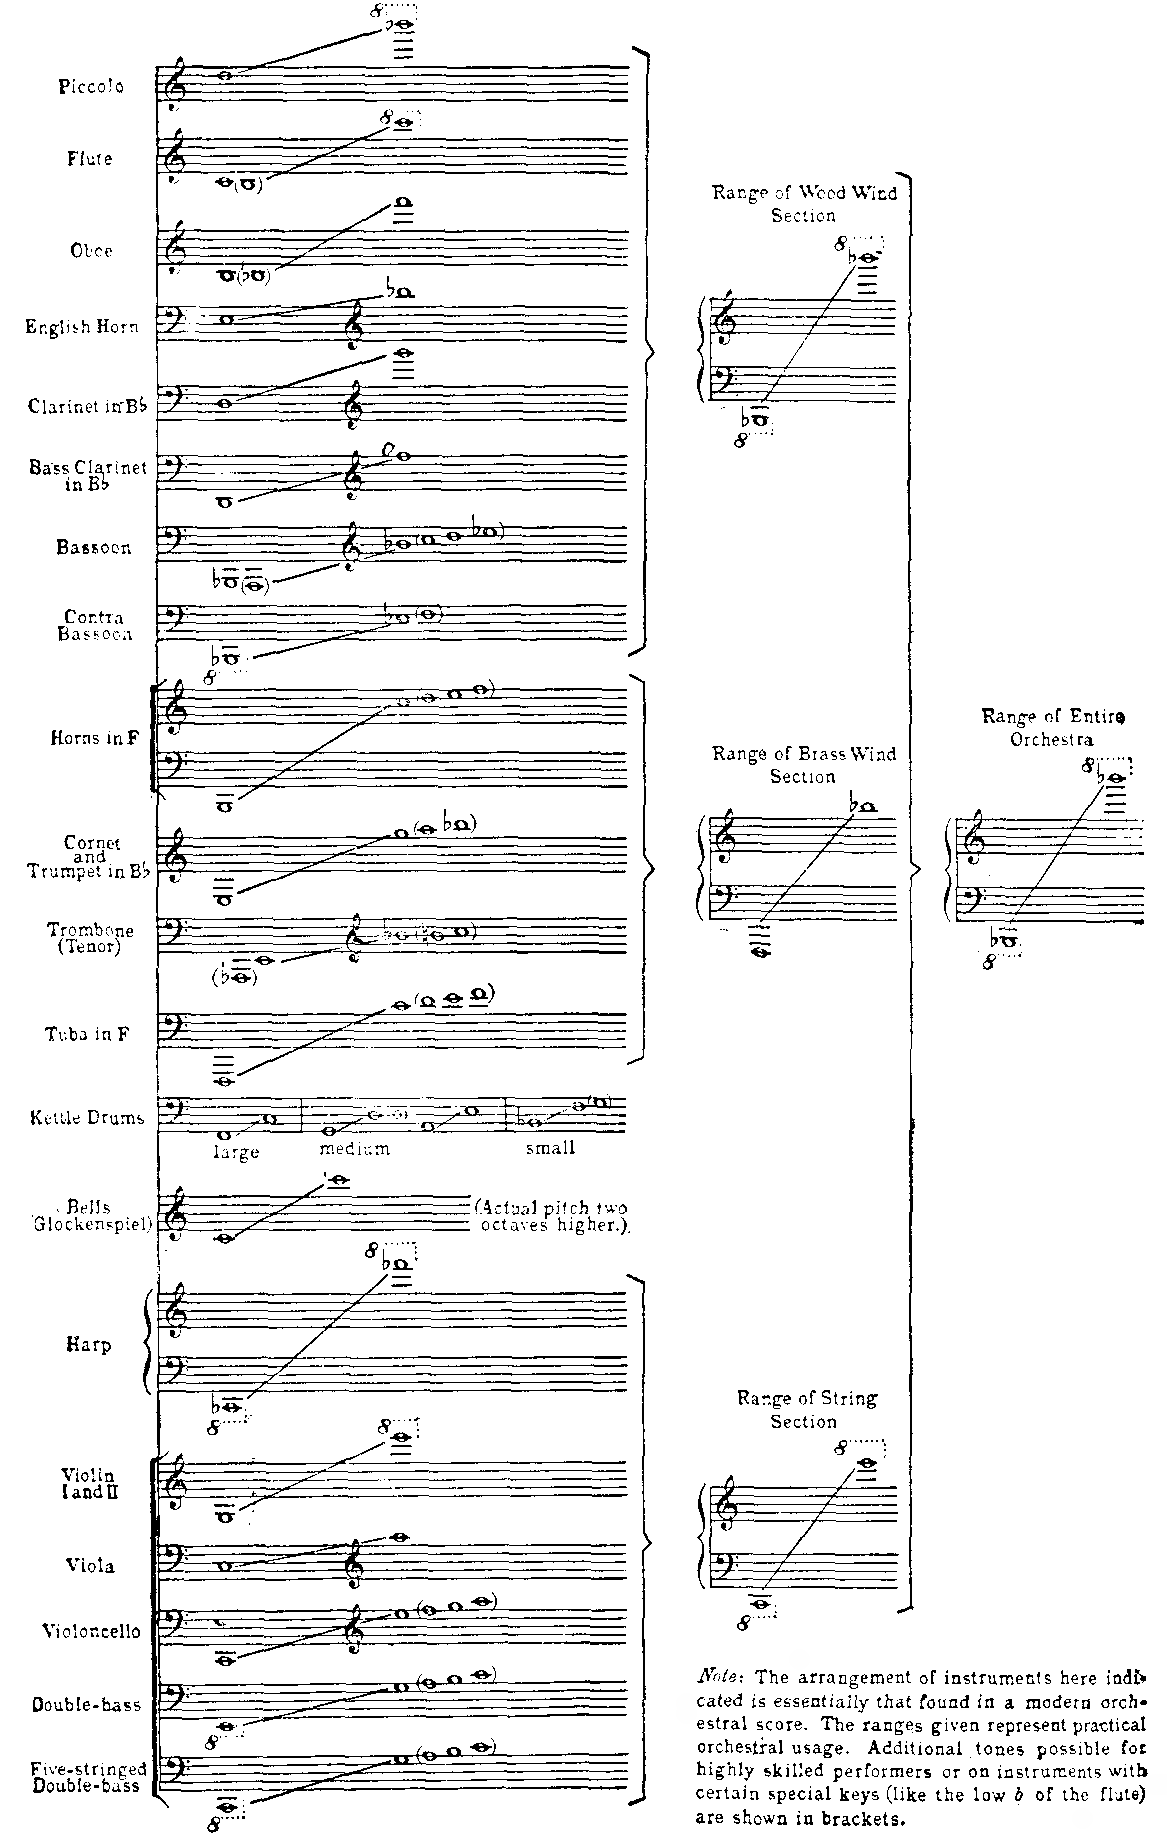 Piccolo
Flute
Oboe
English Horn
Clarinet in B♭
Bass Clarinet
in B♭
Bassoon
Contra
Bassoon
Horns in F
Cornet
and
Trumpet in B♭
Trombone
(Tenor)
Tuba in F
Kettle Drums
large
medium
small
Bells
Glockenspiel)
(Actual pitch two
octaves higher.)
Harp
Violin
I and II
Viola
Violoncello
Double-bass
Five-stringed
Double-bass
Range of Wood Wind
Section
Range of Brass Wind
Section
Range of String
Section
Range of Entire
Orchestra
Note: The arrangement of instruments here indi-
cated is essentially that found in a modern orch-
estral score. The ranges given represent practical
orchestral usage. Additional tones possible for
highly skilled performers or on instruments with
certain special keys (like the low b of the flute)
are shown in brackets.